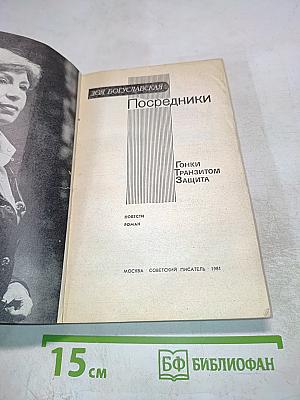 ЗОЯ БОГУСЛАВСКАЯ
Посредники
Гонки
Транзитом
Защита
ПОВЕСТИ
РОМАН
МОСКВА СОВЕТСКИЙ ПИСАТЕЛЬ 1981
15 см
БФ БИБЛИОФАН